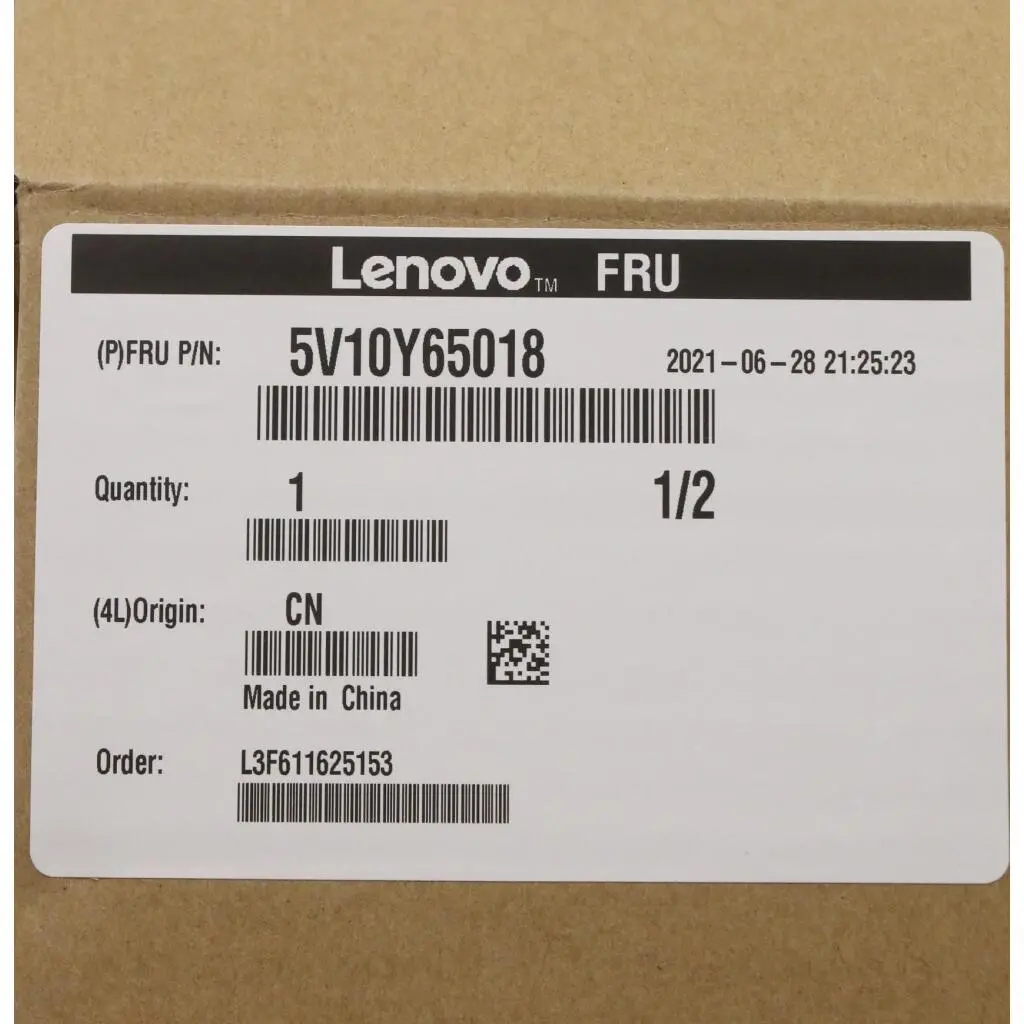 Lenovo™ FRU
(P)FRU P/N: 5V10Y65018 2021-06-28 21:25:23
Quantity: 1 1/2
(4L)Origin: CN
Made in China
Order: L3F611625153